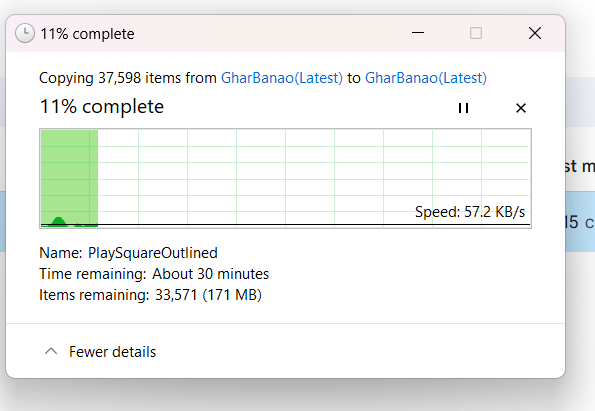 11% complete
Copying 37,598 items from GharBanao(Latest) to GharBanao(Latest)
11% complete
st m
Speed: 57.2 KB/s
15 c
Name: PlaySquareOutlined
Time remaining: About 30 minutes
Items remaining: 33,571 (171 MB)
Fewer details